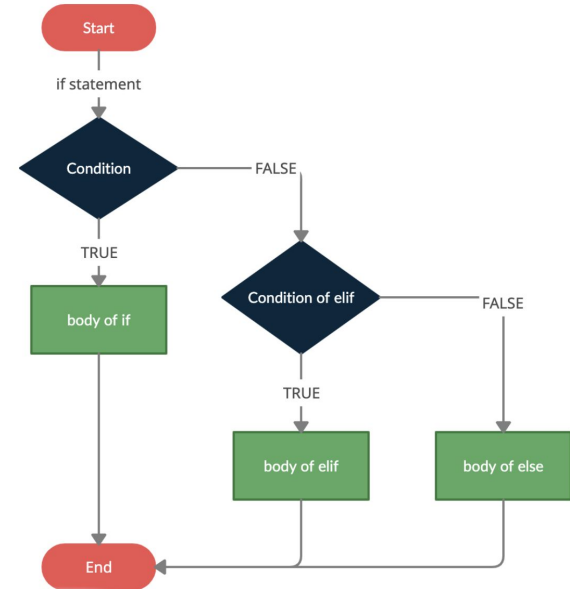 Start
if statement
Condition
FALSE
TRUE
body of if
Condition of elif
FALSE
TRUE
body of elif
body of else
End